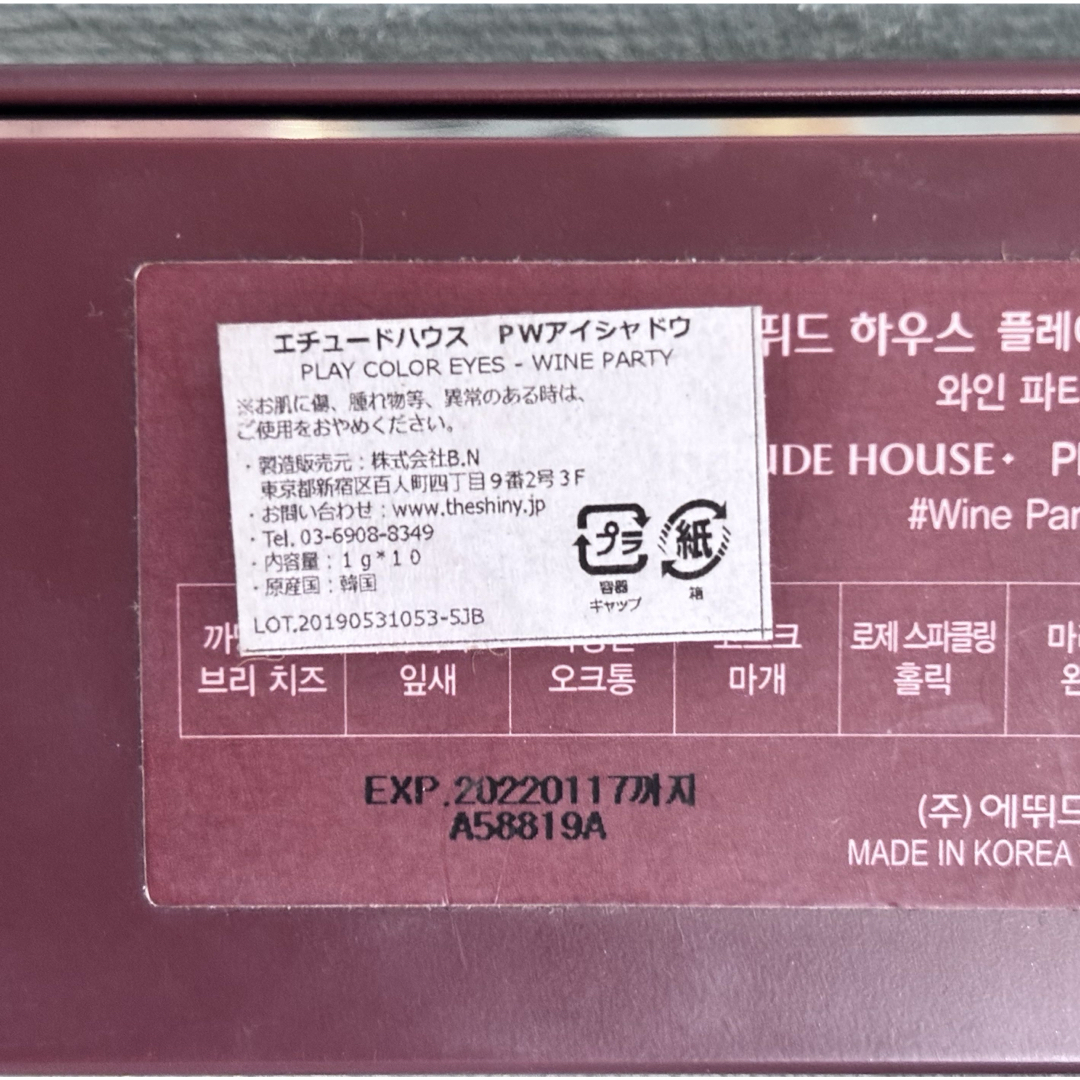 エチュードハウス PWアイシャドウ
PLAY COLOR EYES - WINE PARTY
※お肌に傷、腫れ物等、異常のある時は、
ご使用をおやめください。
・製造販売元：株式会社B.N
東京都新宿区百人町四丁目9番2号3F
・お問い合わせ：www.theshiny.jp
・Tel. 03-6908-8349
・内容量：1g*10
・原産国：韓国
LOT.20190531053-5JB
プラ
容器
キャップ
紙
箱
뛰드 하우스 플레이
와인 파티
UDE HOUSE
#Wine Par
브리 치즈
잎새
오크통
마개
로제 스파클링
홀릭
EXP.20220117까지
A58819A
(주)에뛰드
MADE IN KOREA